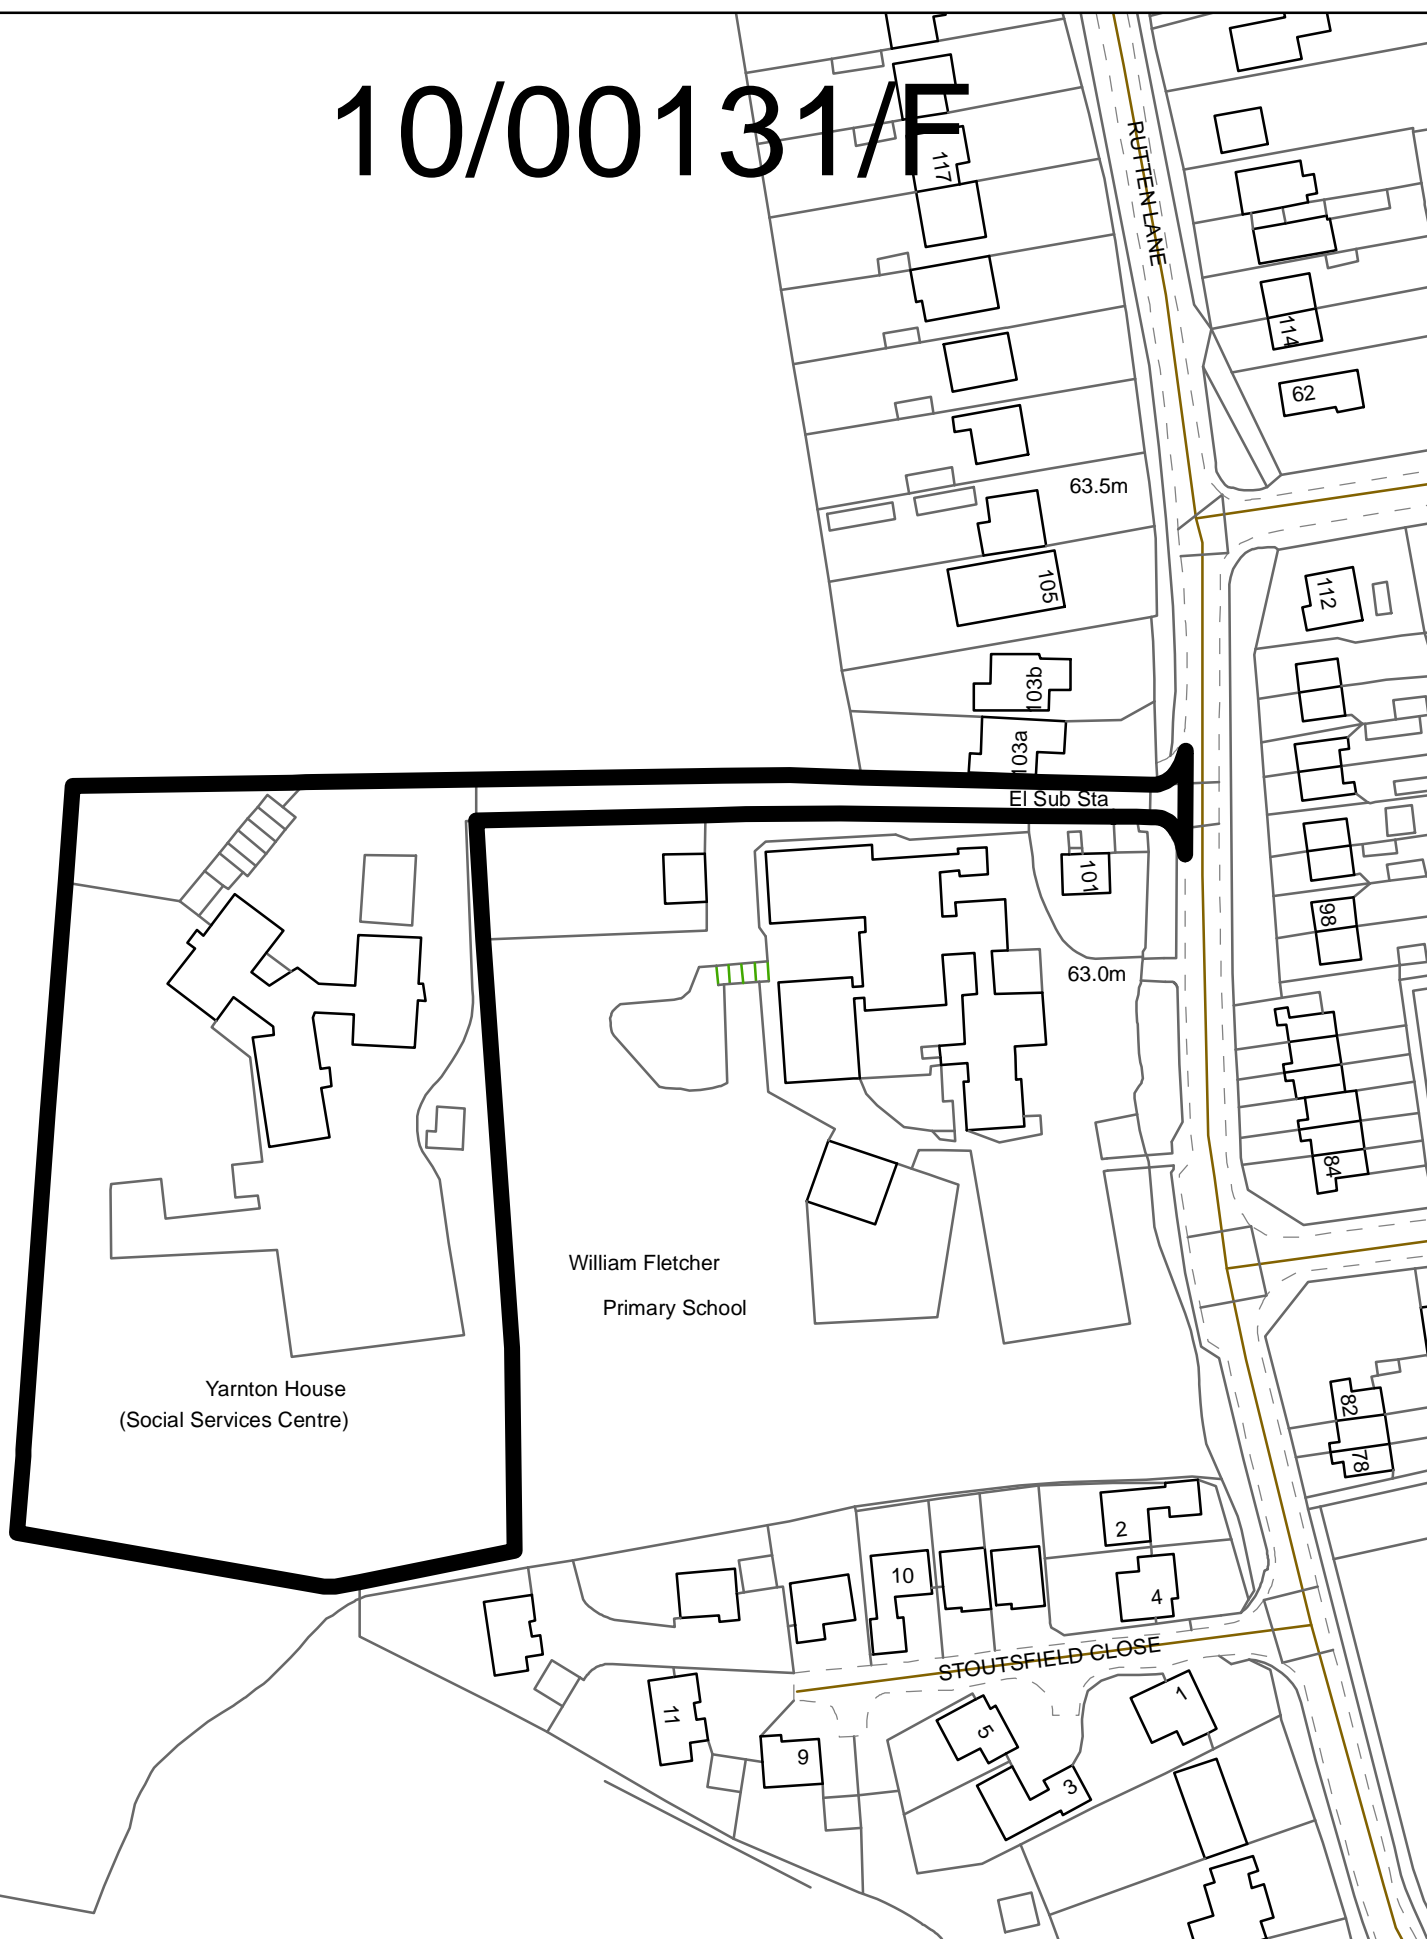 10/00131/F
117
RUTTEN LANE
114
62
63.5m
105
112
103b
103a
El Sub Sta
101
98
63.0m
84
William Fletcher
Primary School
Yarnton House
(Social Services Centre)
82
78
2
10
4
STOUTSFIELD CLOSE
1
11
5
9
3